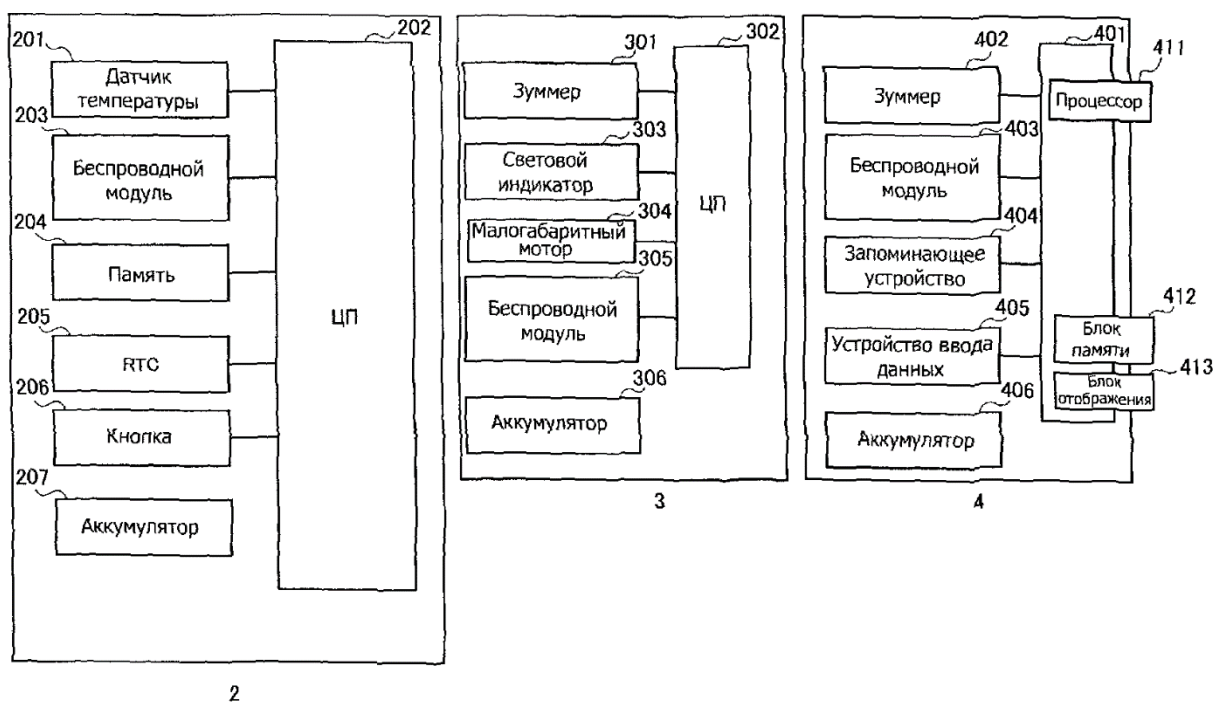 201
Датчик
температуры
202
ЦП
203
Беспроводной
модуль
204
Память
205
RTC
206
Кнопка
207
Аккумулятор
2
301
Зуммер
302
ЦП
303
Световой
индикатор
304
Малогабаритный
мотор
305
Беспроводной
модуль
306
Аккумулятор
3
402
Зуммер
401
411
Процессор
403
Беспроводной
модуль
404
Запоминающее
устройство
405
Устройство ввода
данных
412
Блок
памяти
413
Блок
отображения
406
Аккумулятор
4